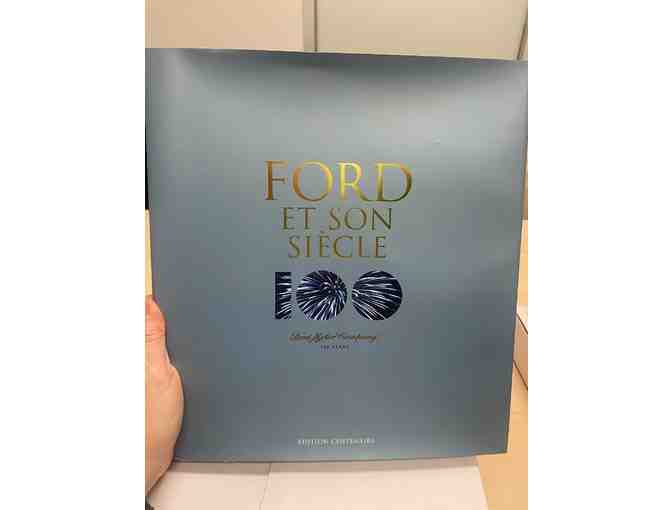 FORD
ET SON
SIÈCLE
100
Ford Motor Company
100 YEARS
EDITION CENTENAIRE